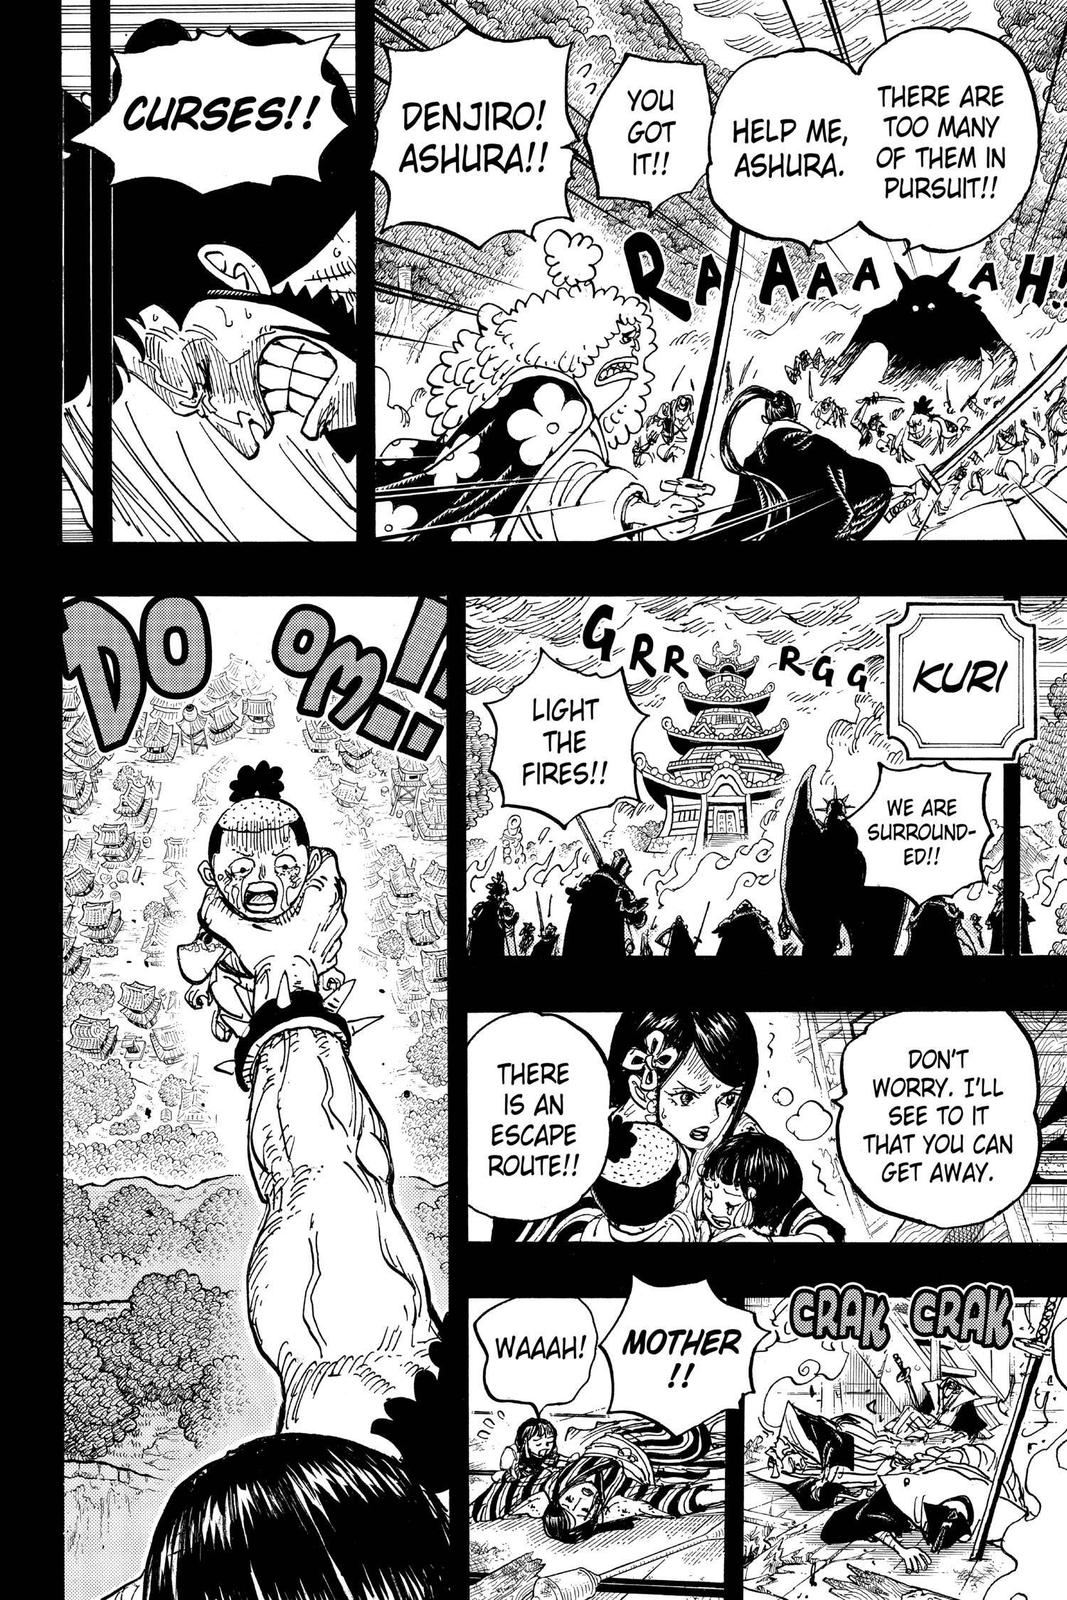 THERE ARE
TOO MANY
OF THEM IN
PURSUIT!!
HELP ME,
ASHURA.
YOU
GOT
IT!!
DENJIRO!
ASHURA!!
RAAAAAAH!!
CURSES!!
KURI
GRRRRGG
WE ARE
SURROUND-
ED!!
LIGHT
THE
FIRES!!
DON'T
WORRY. I'LL
SEE TO IT
THAT YOU CAN
GET AWAY.
THERE
IS AN
ESCAPE
ROUTE!!
CRAK CRAK
MOTHER
!!
WAAAH!
DOOM!!